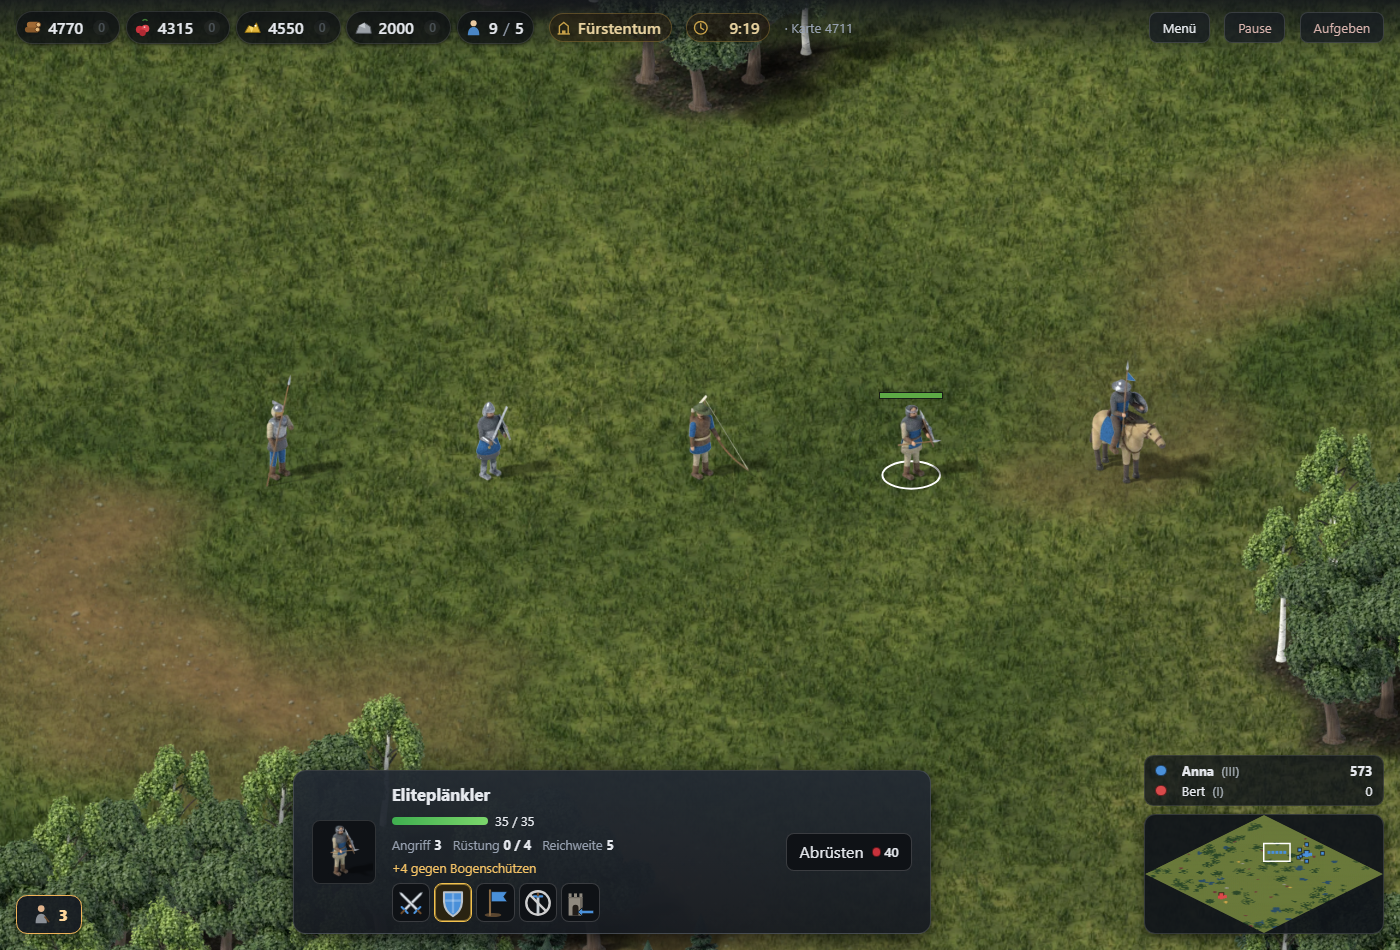 4770 0 4315 0 4550 0 2000 0 9 / 5 Fürstentum 9:19 · Karte 4711 Menü Pause Aufgeben
Eliteplänkler
35 / 35
Angriff 3 Rüstung 0 / 4 Reichweite 5
+4 gegen Bogenschützen
Abrüsten 40
3
Anna (III) 573
Bert (I) 0